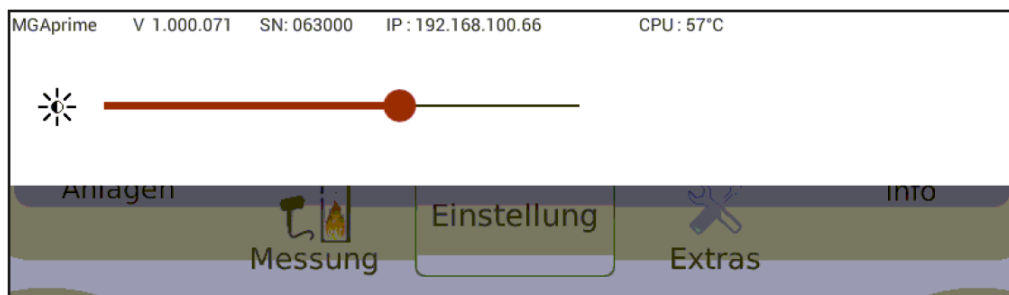 MGAprime V 1.000.071 SN: 063000 IP : 192.168.100.66 CPU : 57°C
Anlagen Info
Einstellung
Messung Extras